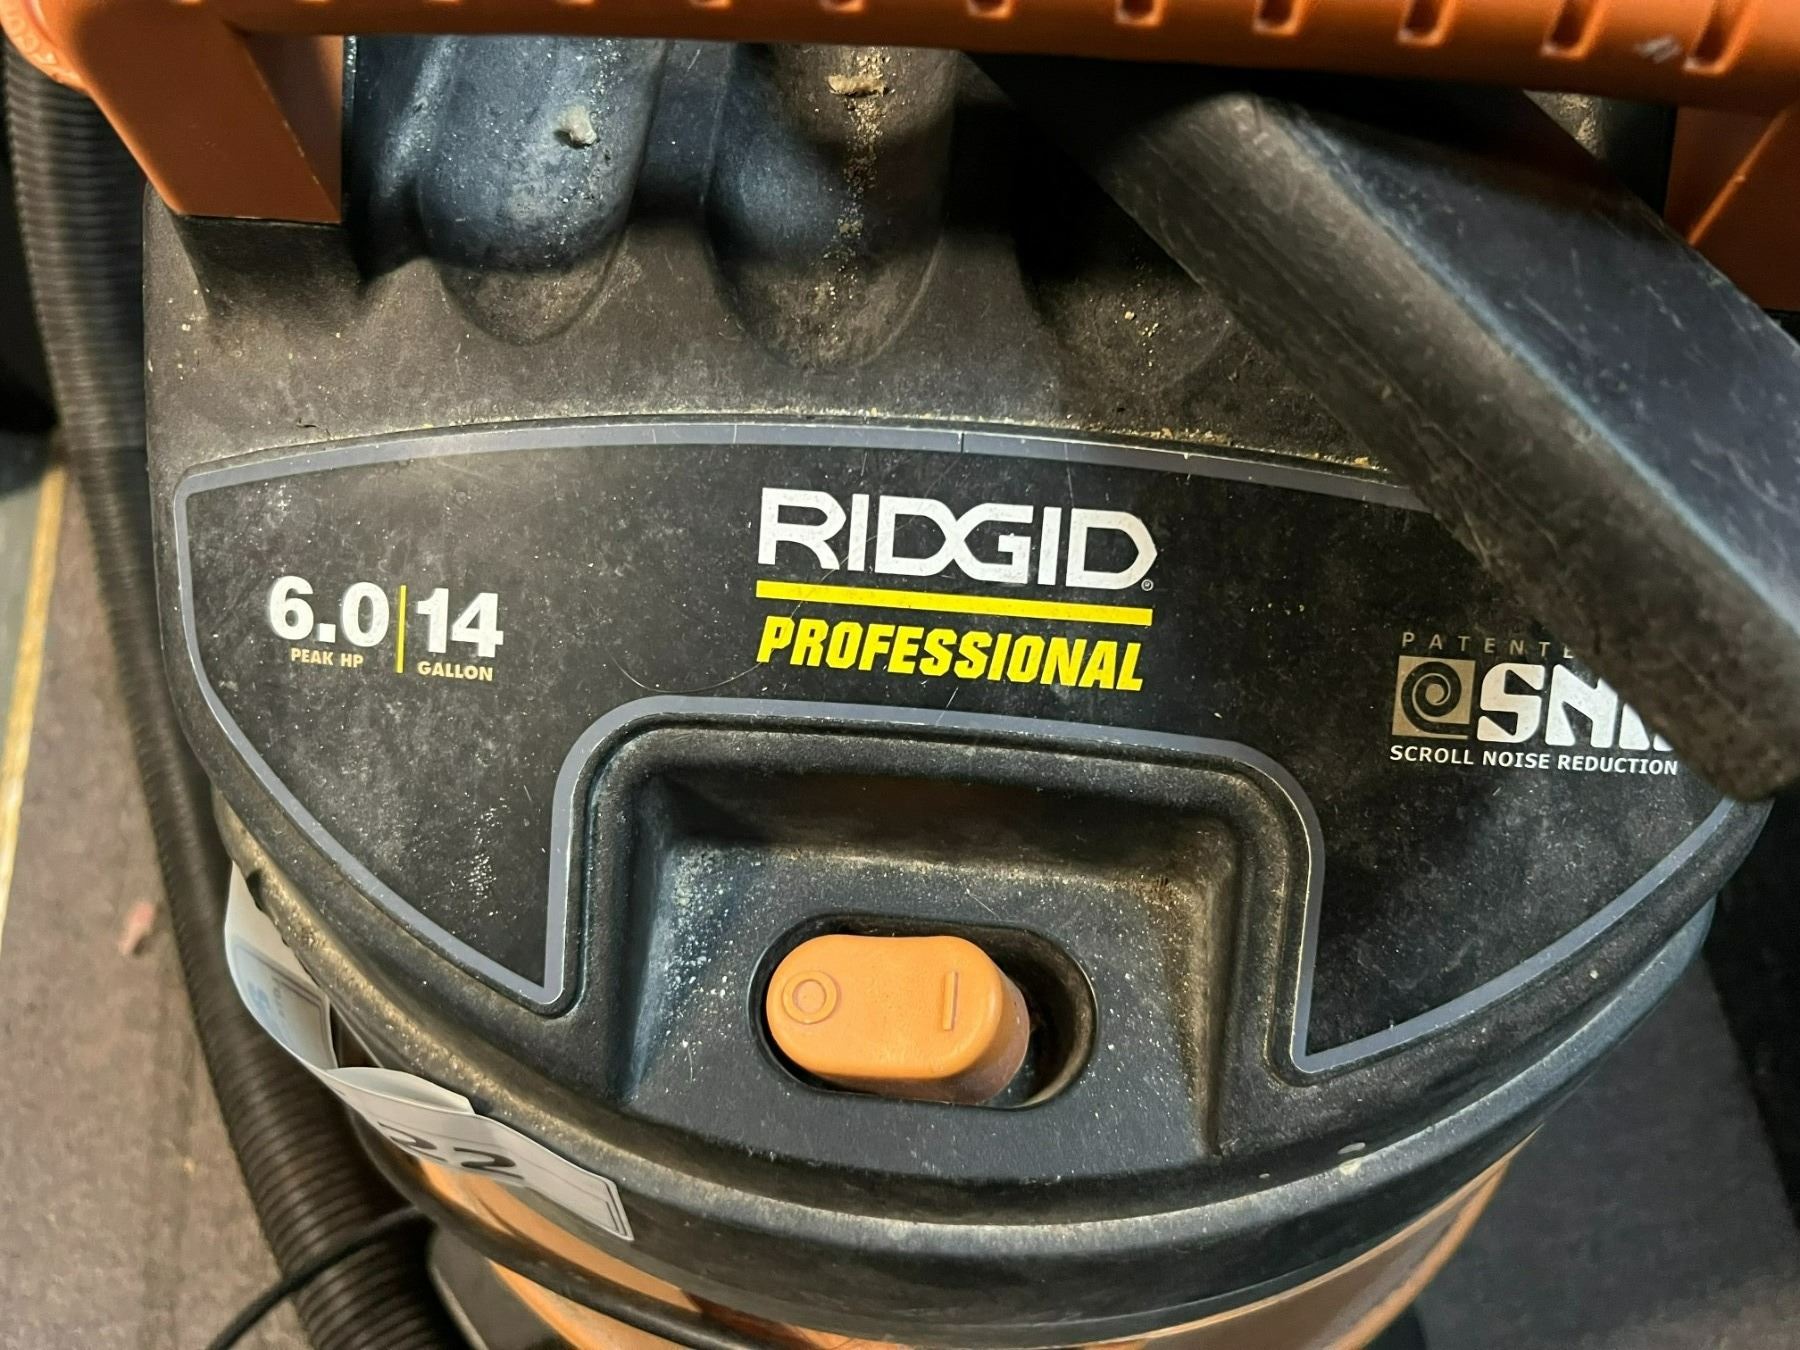 RIDGID®
PROFESSIONAL
6.0 14
PEAK HP GALLON
SCROLL NOISE REDUCTION
O I